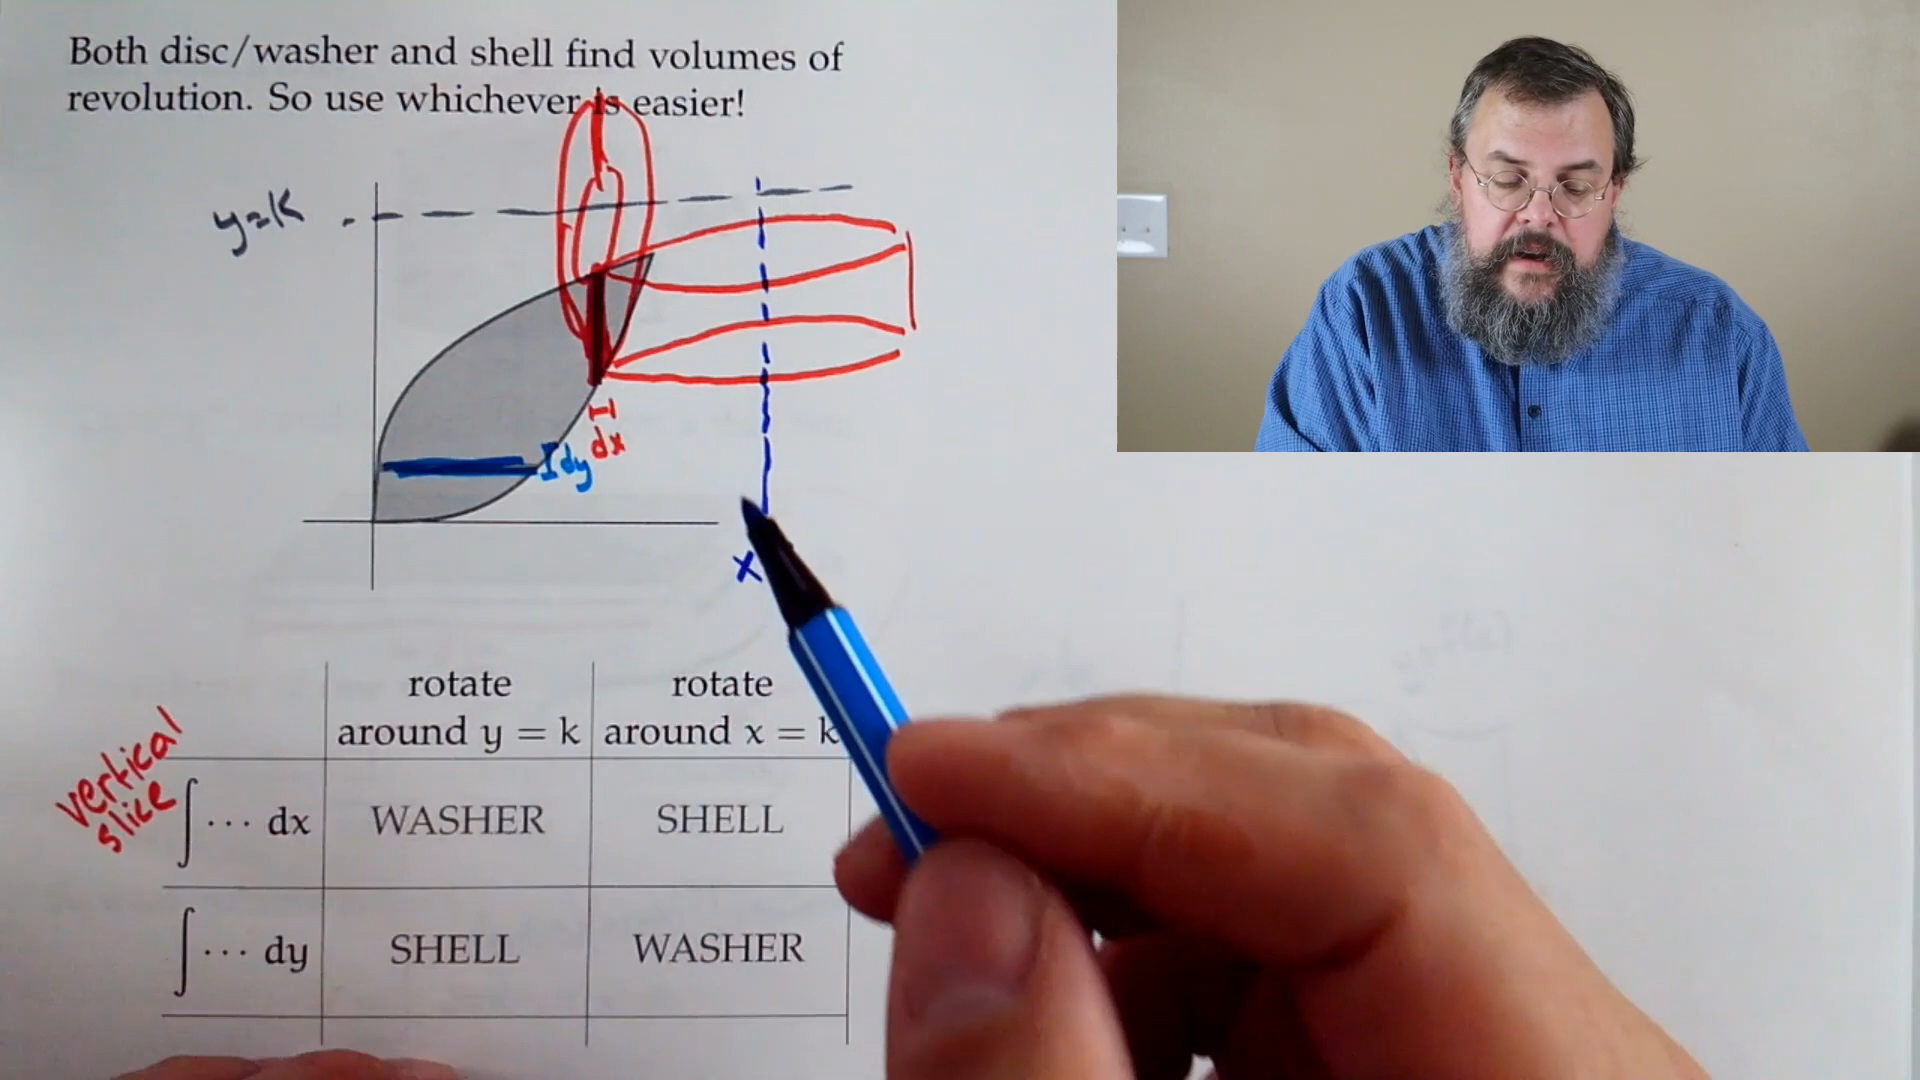 Both disc/washer and shell find volumes of
revolution. So use whichever is easier!
y=k
dx
dy
x
rotate
around y = k
rotate
around x = k
vertical
slice
∫ ··· dx
WASHER
SHELL
∫ ··· dy
SHELL
WASHER